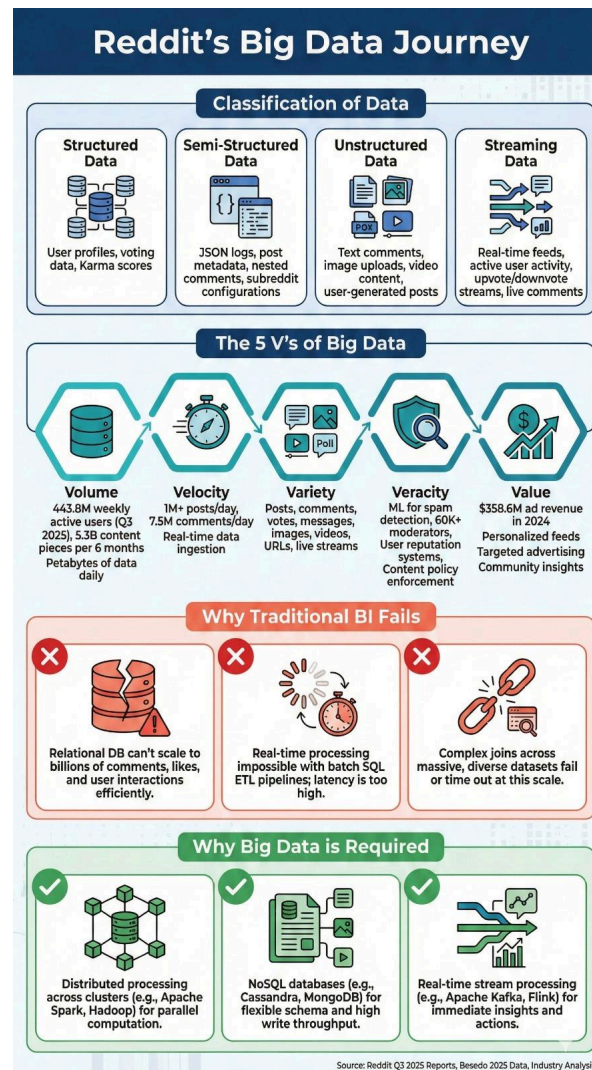 Reddit's Big Data Journey
Classification of Data
Structured
Data
User profiles, voting
data, Karma scores
Semi-Structured
Data
{}
JSON logs, post
metadata, nested
comments, subreddit
configurations
Unstructured
Data
POX
Text comments,
image uploads, video
content,
user-generated posts
Streaming
Data
Real-time feeds,
active user activity,
upvote/downvote
streams, live comments
The 5 V's of Big Data
Volume
443.8M weekly
active users (Q3
2025), 5.3B content
pieces per 6 months
Petabytes of data
daily
Velocity
1M+ posts/day,
7.5M comments/day
Real-time data
ingestion
Poll
Variety
Posts, comments,
votes, messages,
images, videos,
URLs, live streams
Veracity
ML for spam
detection, 60K+
moderators,
User reputation
systems,
Content policy
enforcement
$
Value
$358.6M ad revenue
in 2024
Personalized feeds
Targeted advertising
Community insights
Why Traditional BI Fails
Relational DB can't scale to
billions of comments, likes,
and user interactions
efficiently.
Real-time processing
impossible with batch SQL
ETL pipelines; latency is too
high.
Complex joins across
massive, diverse datasets fail
or time out at this scale.
Why Big Data is Required
Distributed processing
across clusters (e.g., Apache
Spark, Hadoop) for parallel
computation.
NoSQL databases (e.g.,
Cassandra, MongoDB) for
flexible schema and high
write throughput.
Real-time stream processing
(e.g., Apache Kafka, Flink) for
immediate insights and
actions.
Source: Reddit Q3 2025 Reports, Besedo 2025 Data, Industry Analysi